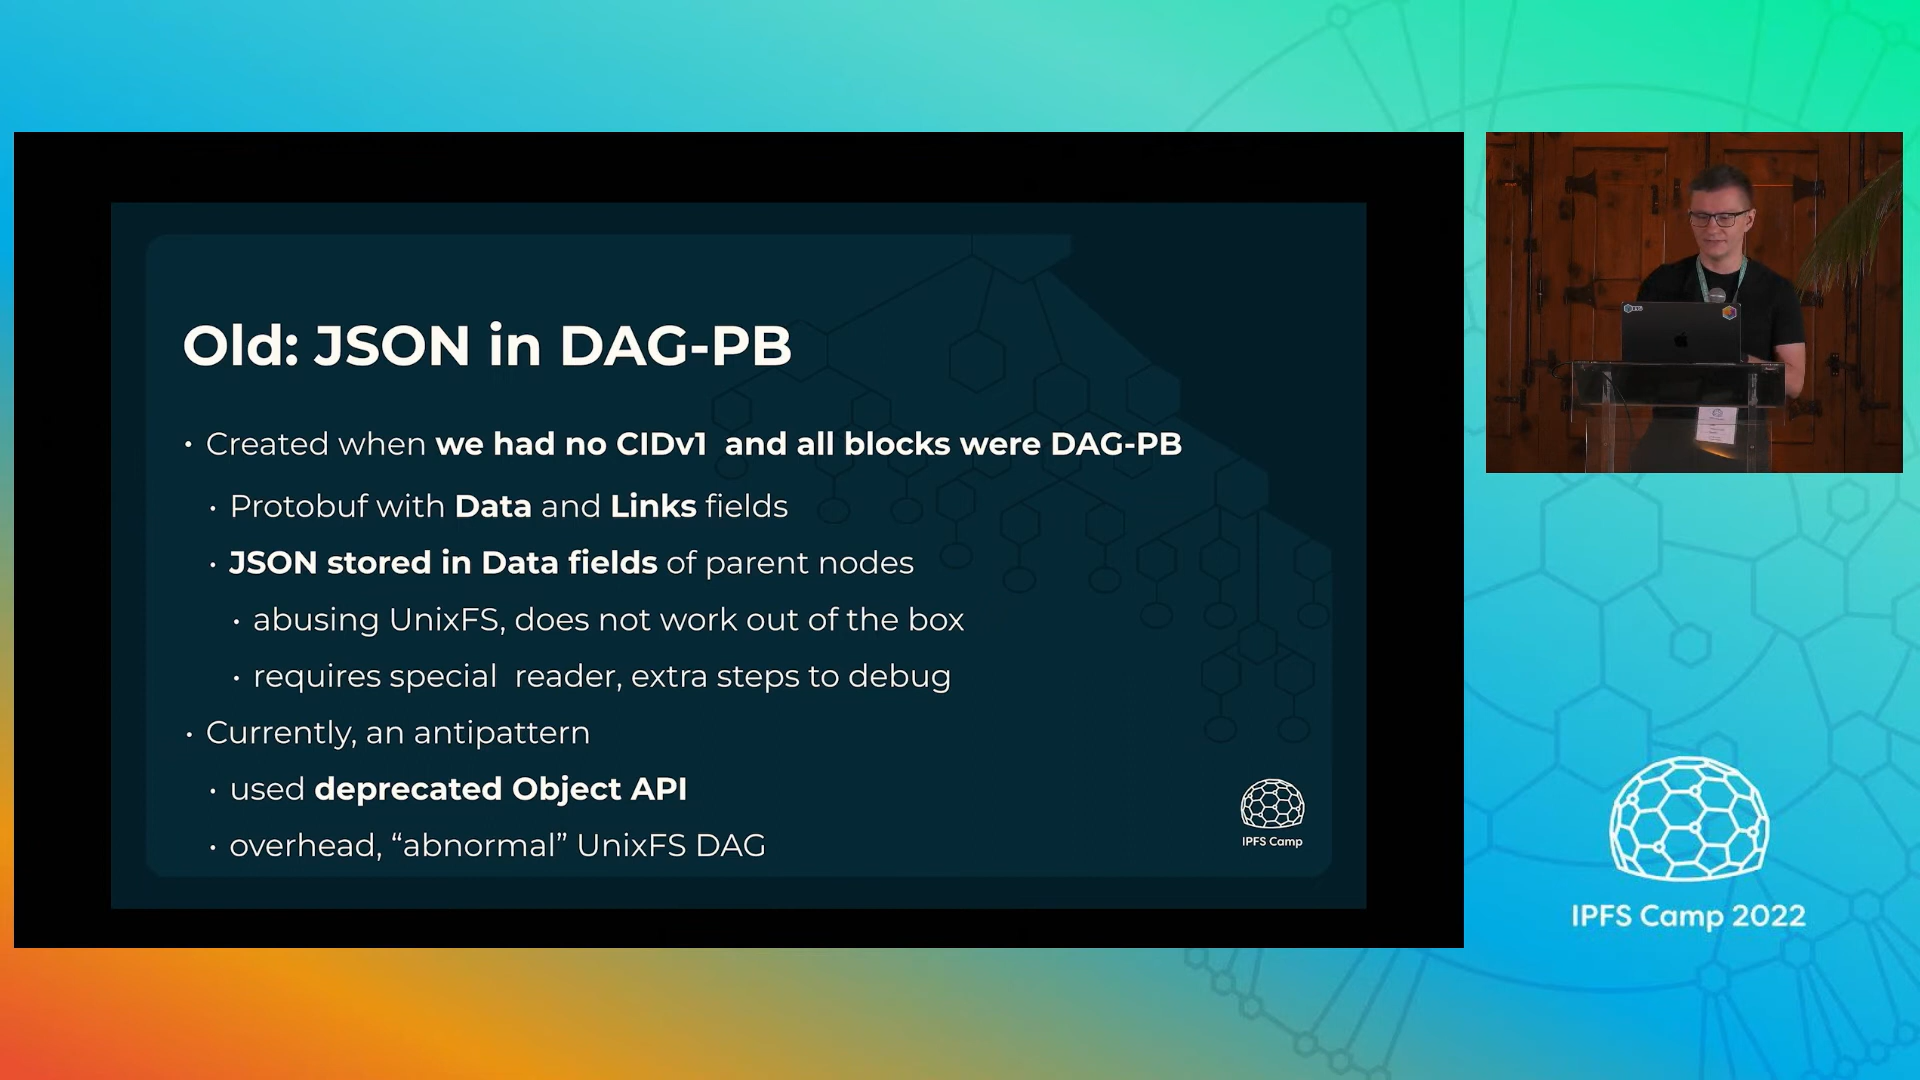 Old: JSON in DAG-PB
• Created when we had no CIDv1 and all blocks were DAG-PB
• Protobuf with Data and Links fields
• JSON stored in Data fields of parent nodes
• abusing UnixFS, does not work out of the box
• requires special reader, extra steps to debug
• Currently, an antipattern
• used deprecated Object API
• overhead, “abnormal” UnixFS DAG
IPFS Camp
IPFS Camp 2022